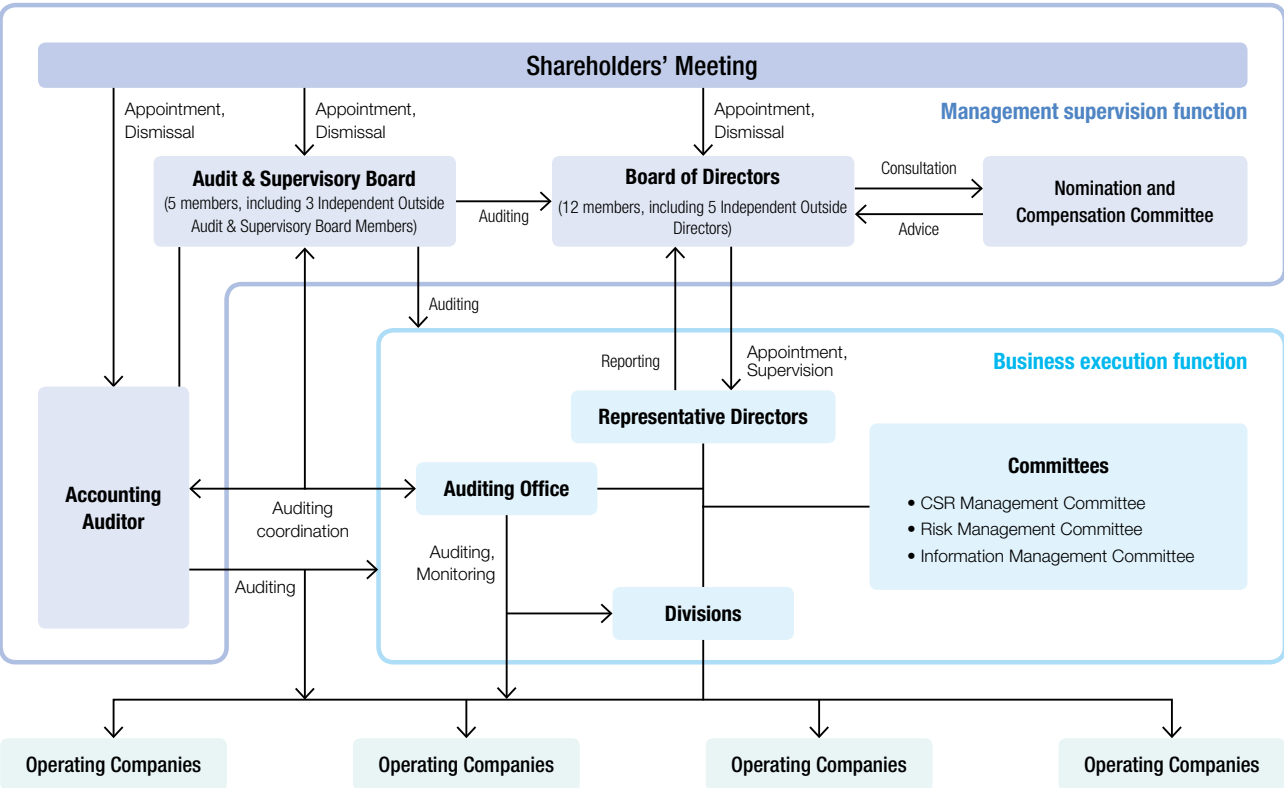 Shareholders’ Meeting
Appointment,
Dismissal
Appointment,
Dismissal
Appointment,
Dismissal
Management supervision function
Audit & Supervisory Board
(5 members, including 3 Independent Outside
Audit & Supervisory Board Members)
Auditing
Board of Directors
(12 members, including 5 Independent Outside
Directors)
Consultation
Advice
Nomination and
Compensation Committee
Auditing
Reporting
Appointment,
Supervision
Business execution function
Representative Directors
Accounting
Auditor
Auditing
coordination
Auditing Office
Committees
• CSR Management Committee
• Risk Management Committee
• Information Management Committee
Auditing
Auditing,
Monitoring
Divisions
Operating Companies
Operating Companies
Operating Companies
Operating Companies